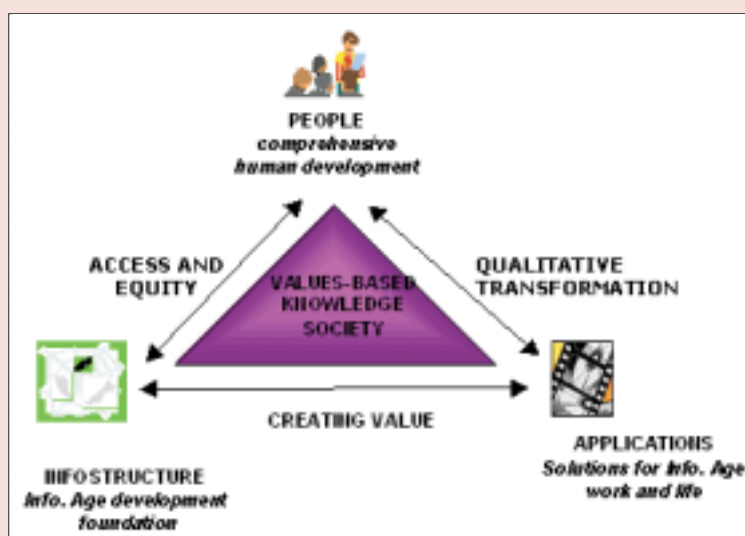 PEOPLE
comprehensive
human development
ACCESS AND
EQUITY
QUALITATIVE
TRANSFORMATION
VALUES-BASED
KNOWLEDGE
SOCIETY
CREATING VALUE
INFOSTRUCTURE
Info. Age development
foundation
APPLICATIONS
Solutions for Info. Age
work and life